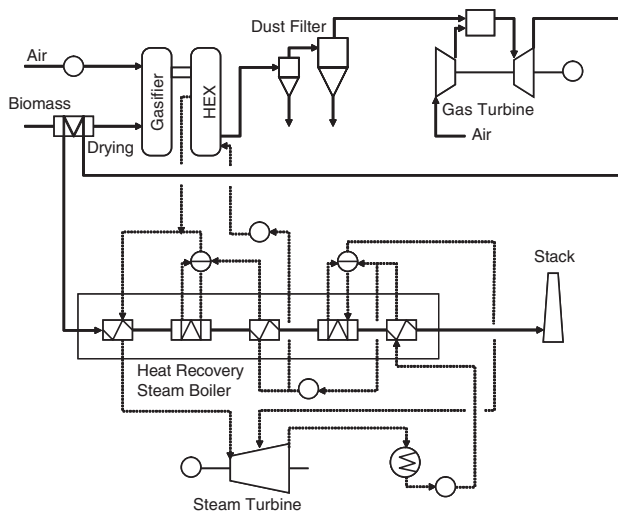 Dust Filter
Air
Gasifier
HEX
Biomass
Drying
Gas Turbine
Air
Stack
Heat Recovery
Steam Boiler
Steam Turbine